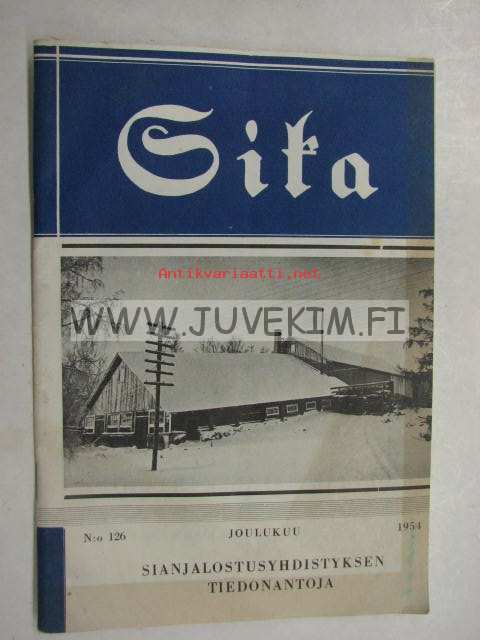 Sika
Antikvariaatti.net
WWW.JUVEKIM.FI
N:o 126 JOULUKUU 1954
SIANJALOSTUSYHDISTYKSEN
TIEDONANTOJA